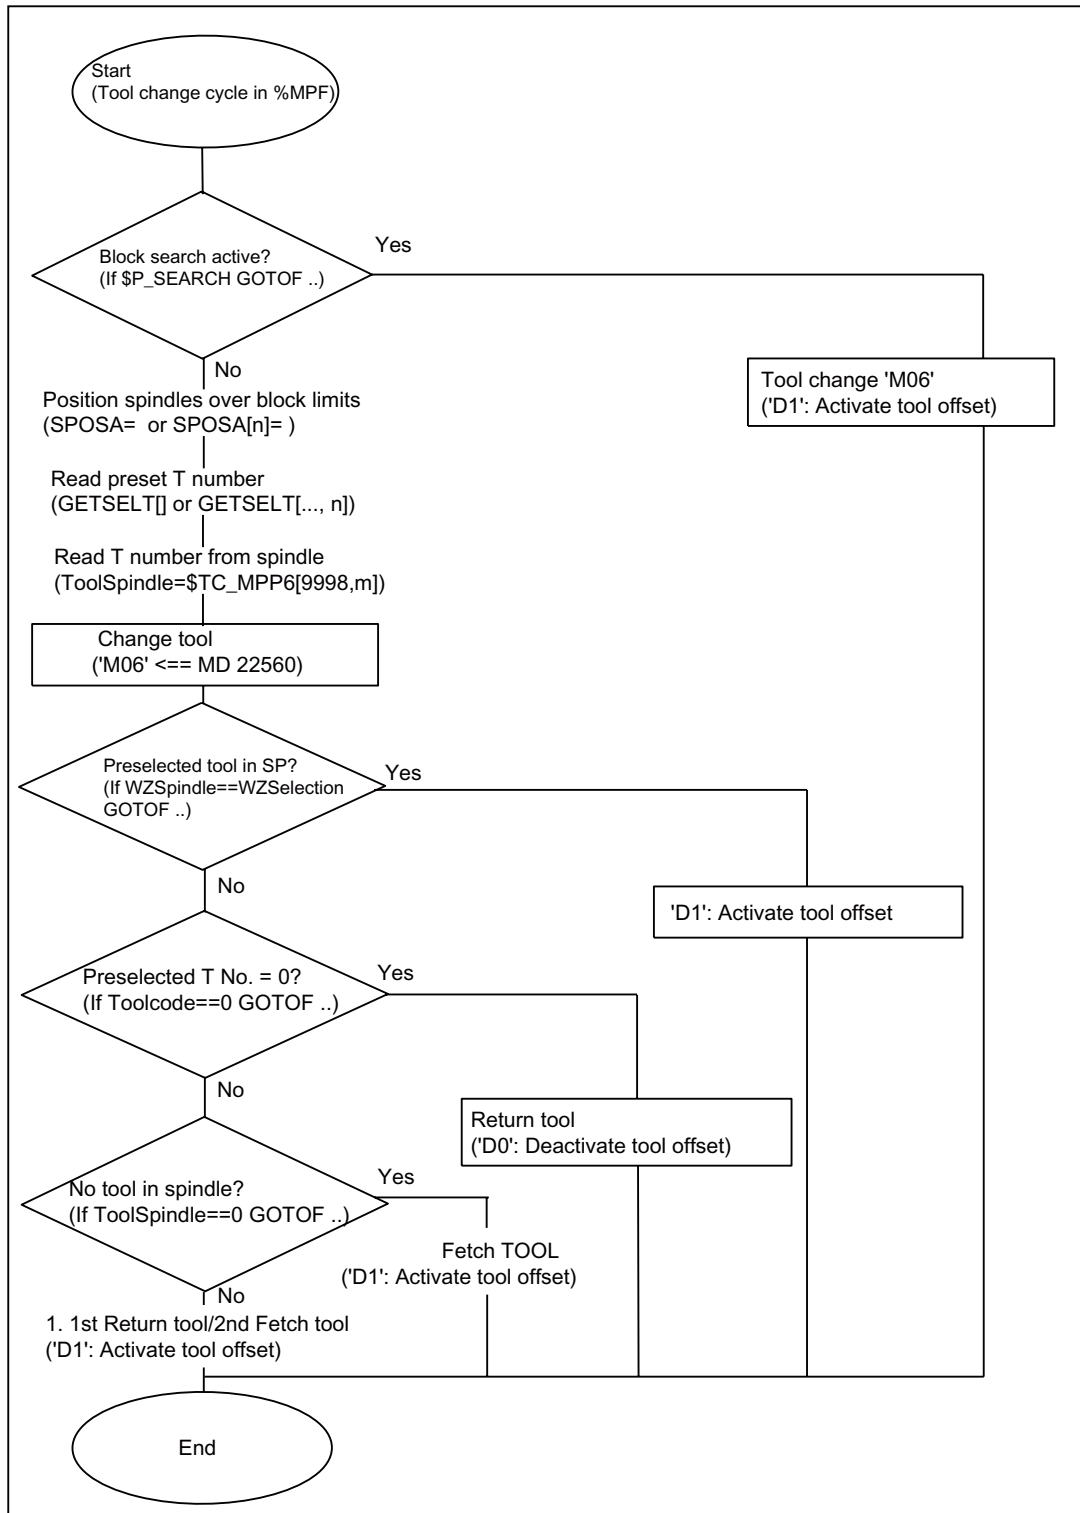 Start
(Tool change cycle in %MPF)
Block search active?
(If $P_SEARCH GOTOF ..)
Yes
No
Tool change 'M06'
('D1': Activate tool offset)
Position spindles over block limits
(SPOSA=  or SPOSA[n]= )
Read preset T number
(GETSELT[] or GETSELT[..., n])
Read T number from spindle
(ToolSpindle=$TC_MPP6[9998,m])
Change tool
('M06' <== MD 22560)
Preselected tool in SP?
(If WZSpindle==WZSelection
GOTOF ..)
Yes
No
'D1': Activate tool offset
Preselected T No. = 0?
(If Toolcode==0 GOTOF ..)
Yes
No
Return tool
('D0': Deactivate tool offset)
No tool in spindle?
(If ToolSpindle==0 GOTOF ..)
Yes
Fetch TOOL
('D1': Activate tool offset)
No
1. 1st Return tool/2nd Fetch tool
('D1': Activate tool offset)
End